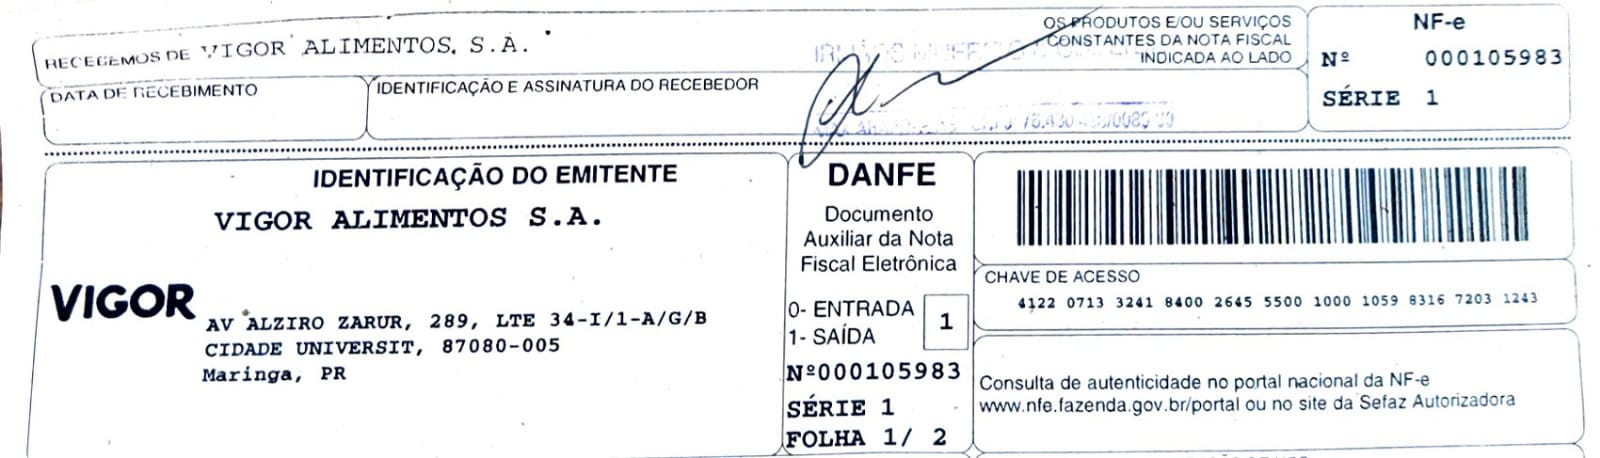 RECEBEMOS DE VIGOR ALIMENTOS. S.A.
OS PRODUTOS E/OU SERVIÇOS
CONSTANTES DA NOTA FISCAL
INDICADA AO LADO
NF-e
Nº 000105983
SÉRIE 1
DATA DE RECEBIMENTO
IDENTIFICAÇÃO E ASSINATURA DO RECEBEDOR
IDENTIFICAÇÃO DO EMITENTE
VIGOR ALIMENTOS S.A.
VIGOR
AV ALZIRO ZARUR, 289, LTE 34-I/1-A/G/B
CIDADE UNIVERSIT, 87080-005
Maringa, PR
DANFE
Documento
Auxiliar da Nota
Fiscal Eletrônica
0- ENTRADA
1- SAÍDA
1
Nº000105983
SÉRIE 1
FOLHA 1/ 2
CHAVE DE ACESSO
4122 0713 3241 8400 2645 5500 1000 1059 8316 7203 1243
Consulta de autenticidade no portal nacional da NF-e
www.nfe.fazenda.gov.br/portal ou no site da Sefaz Autorizadora